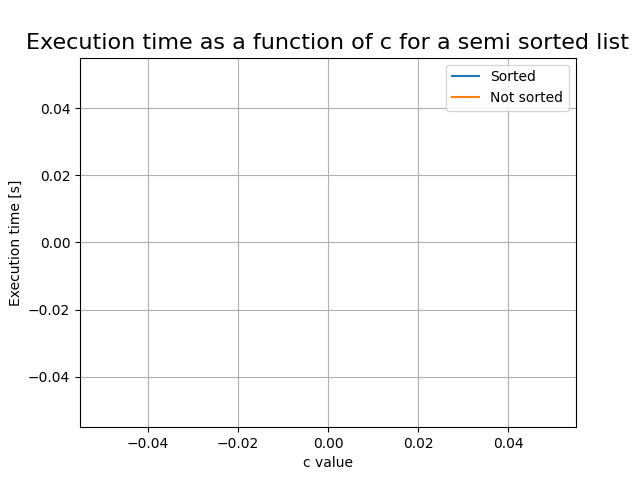 Execution time as a function of c for a semi sorted list
Sorted
Not sorted
0.04
0.02
0.00
−0.02
−0.04
Execution time [s]
−0.04
−0.02
0.00
0.02
0.04
c value